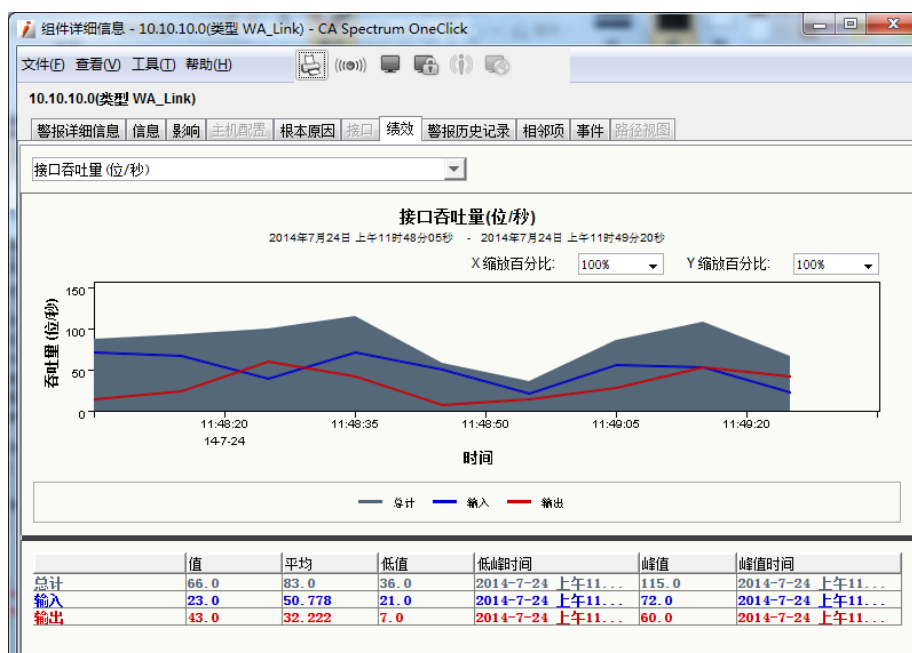 组件详细信息 - 10.10.10.0(类型 WA_Link) - CA Spectrum OneClick
文件(F) 查看(V) 工具(T) 帮助(H)
10.10.10.0(类型 WA_Link)
警报详细信息 信息 影响 主机配置 根本原因 接口 绩效 警报历史记录 相邻项 事件 路径视图
接口吞吐量(位/秒)
接口吞吐量(位/秒)
2014年7月24日 上午11时48分05秒 - 2014年7月24日 上午11时49分20秒
X 缩放百分比: 100% Y 缩放百分比: 100%
吞吐量(位/秒)
150
100
50
0
11:48:20 11:48:35 11:48:50 11:49:05 11:49:20
14-7-24
时间
总计 输入 输出
值 平均 低值 低峰时间 峰值 峰值时间
总计 66.0 83.0 36.0 2014-7-24 上午11... 115.0 2014-7-24 上午11...
输入 23.0 50.778 21.0 2014-7-24 上午11... 72.0 2014-7-24 上午11...
输出 43.0 32.222 7.0 2014-7-24 上午11... 60.0 2014-7-24 上午11...